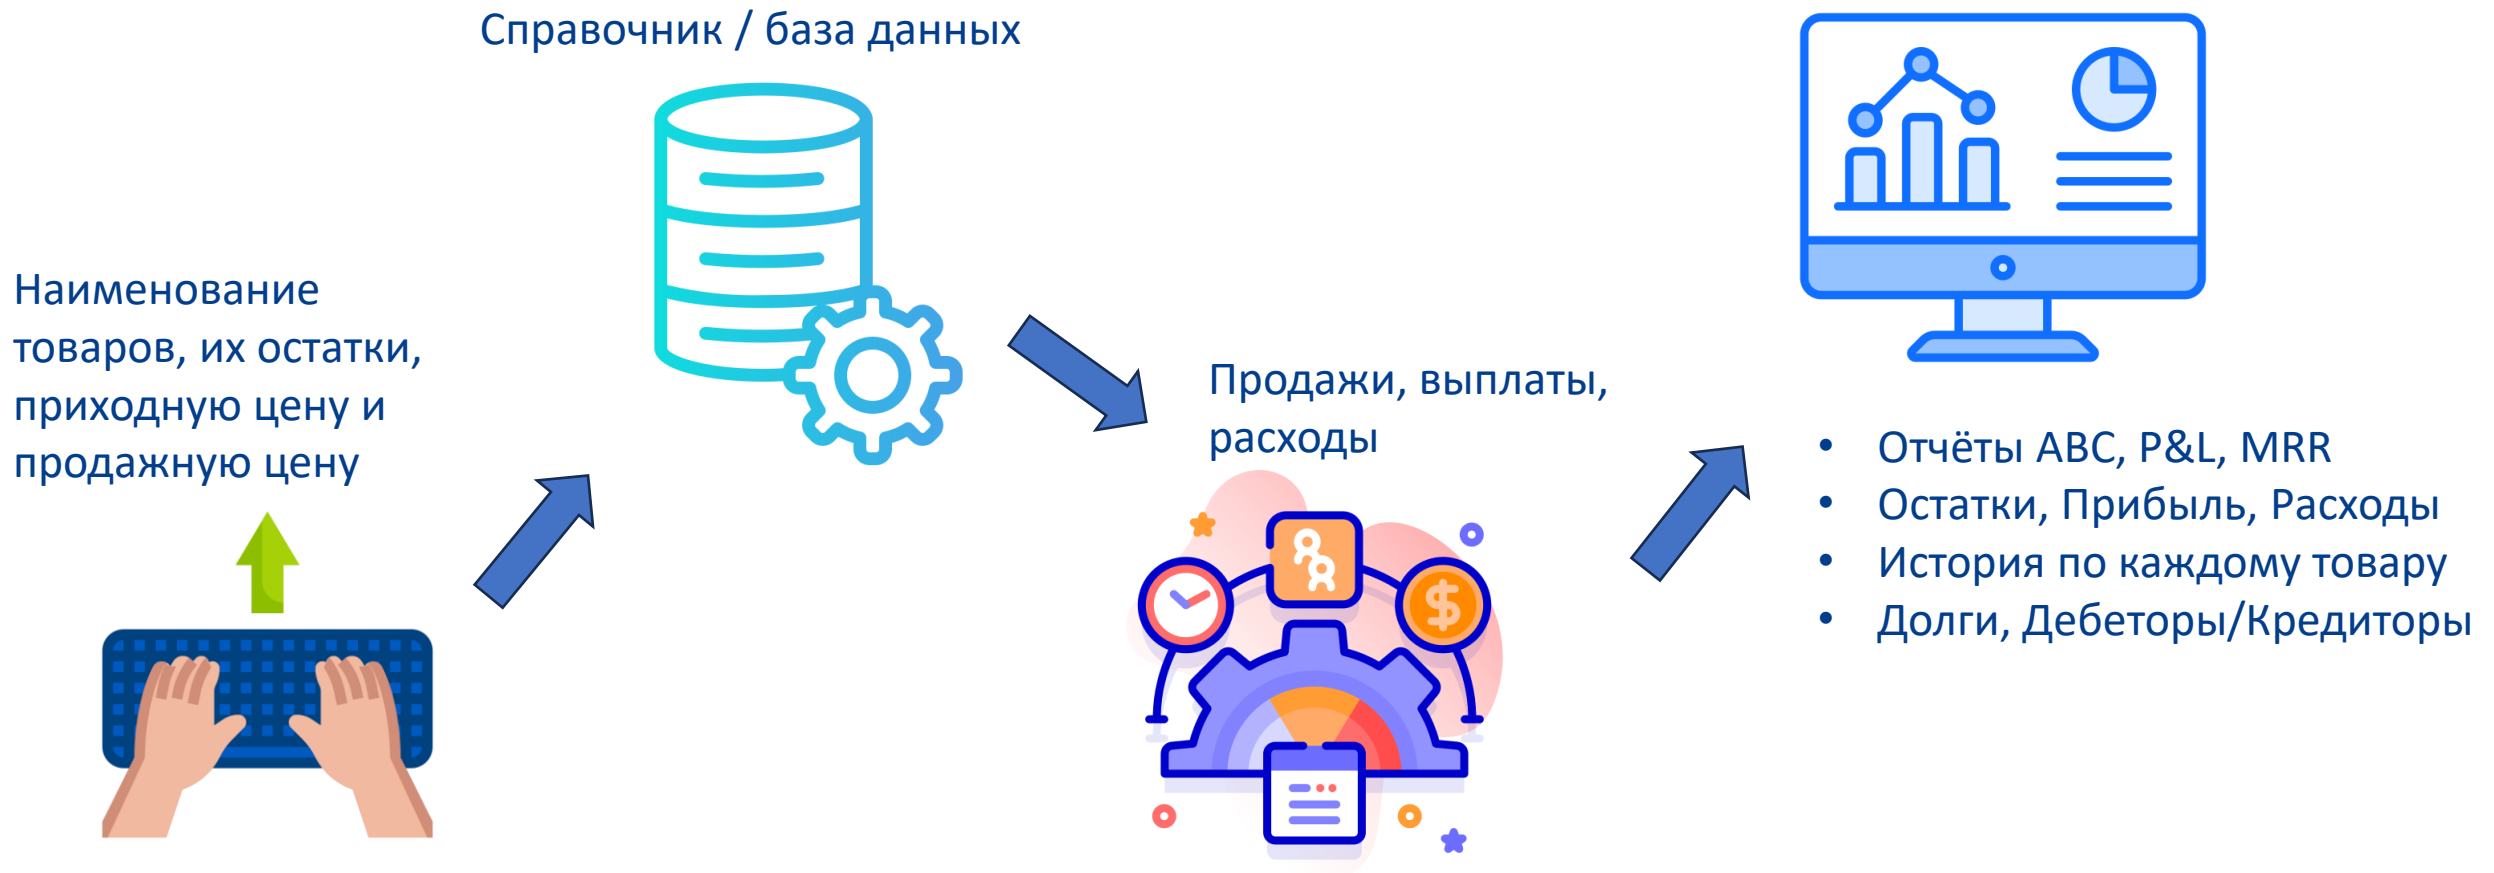 Справочник / база данных
Наименование
товаров, их остатки,
приходную цену и
продажную цену
Продажи, выплаты,
расходы
• Отчёты ABC, P&L, MRR
• Остатки, Прибыль, Расходы
• История по каждому товару
• Долги, Дебеторы/Кредиторы